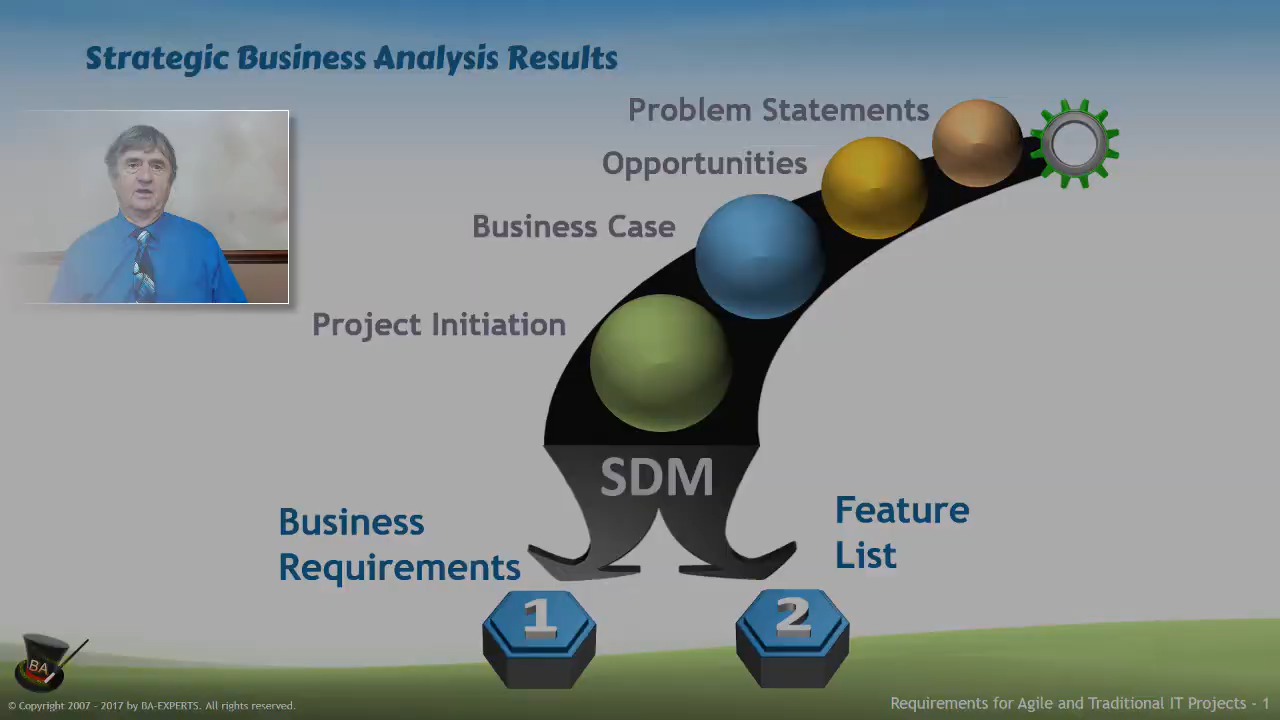 Strategic Business Analysis Results
Problem Statements
Opportunities
Business Case
Project Initiation
SDM
Business
Requirements
Feature
List
1
2
BA
© Copyright 2007 - 2017 by BA-EXPERTS. All rights reserved.
Requirements for Agile and Traditional IT Projects - 1